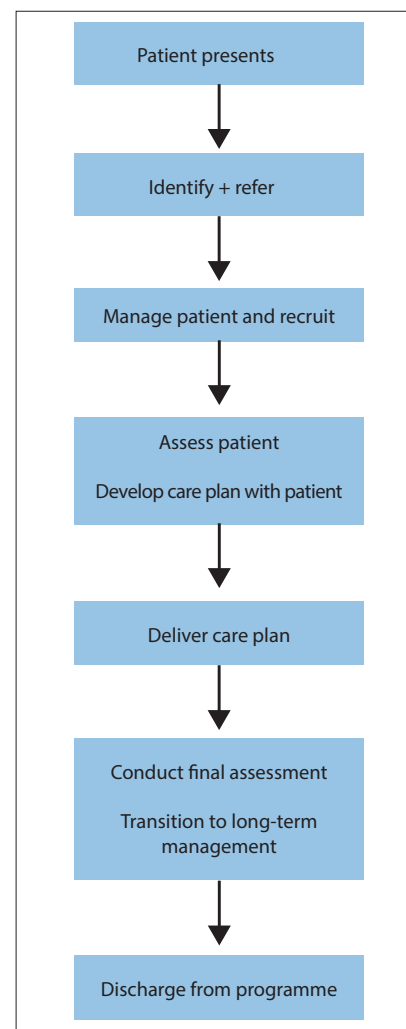 Patient presents
Identify + refer
Manage patient and recruit
Assess patient
Develop care plan with patient
Deliver care plan
Conduct final assessment
Transition to long-term
management
Discharge from programme